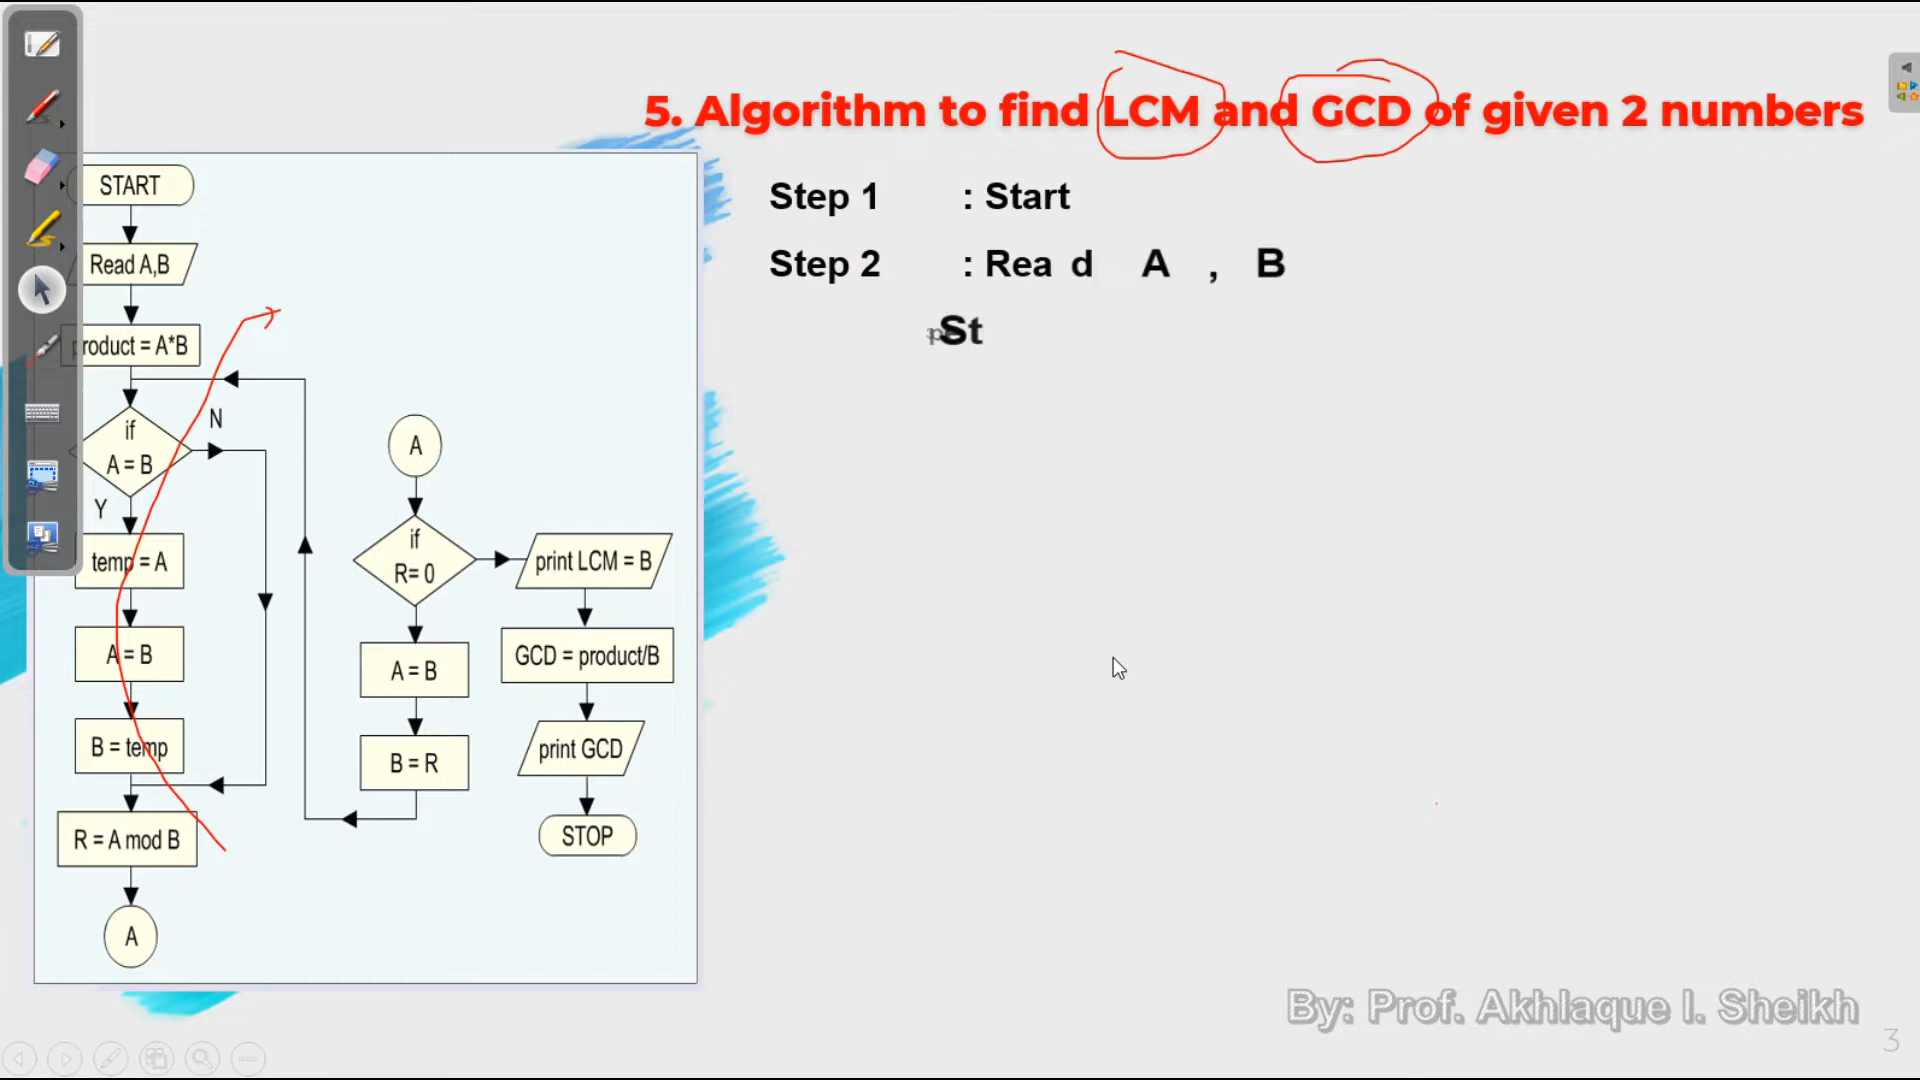 5. Algorithm to find LCM and GCD of given 2 numbers
START
Read A,B
product = A*B
if
A = B
N
Y
temp = A
A = B
B = temp
R = A mod B
A
A
if
R= 0
A = B
B = R
print LCM = B
GCD = product/B
print GCD
STOP
Step 1 : Start
Step 2 : Rea d A , B
St
By: Prof. Akhlaque I. Sheikh
3